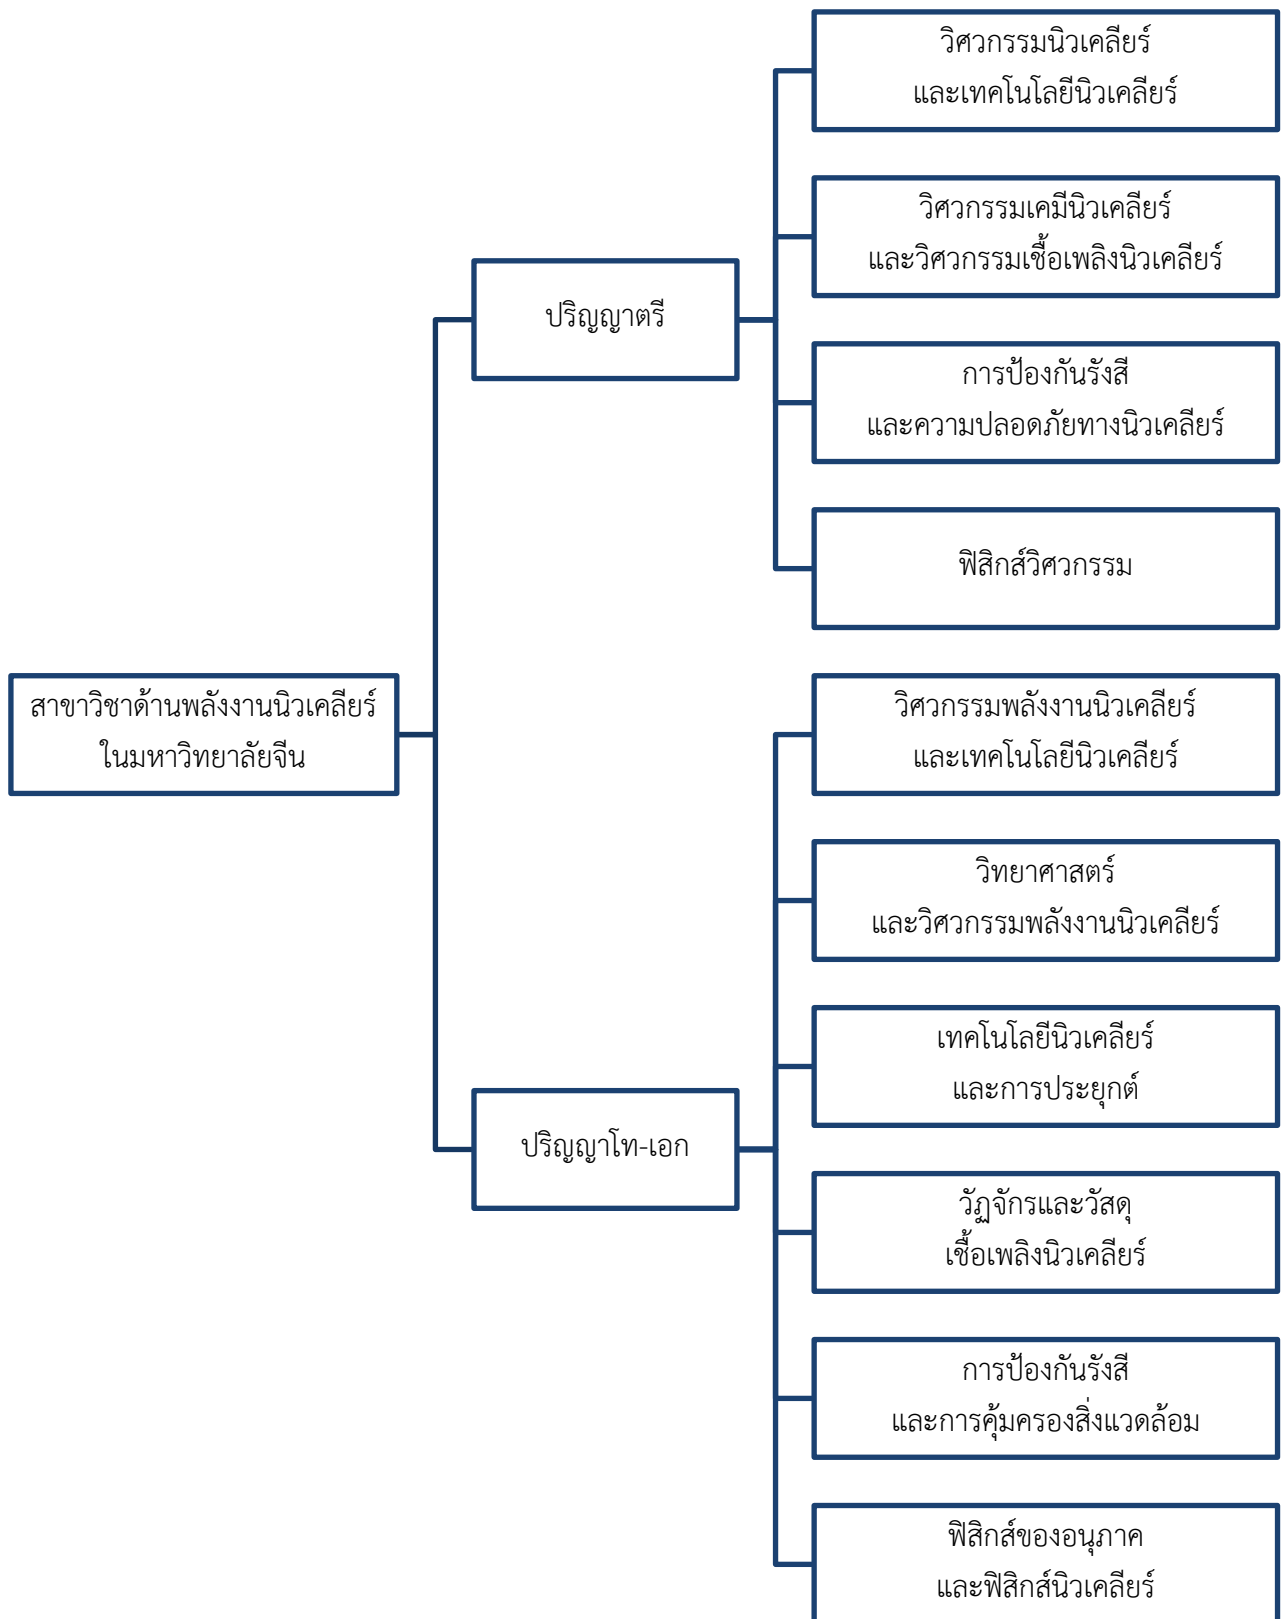 สาขาวิชาด้านพลังงานนิวเคลียร์
ในมหาวิทยาลัยจีน
ปริญญาตรี
วิศวกรรมนิวเคลียร์
และเทคโนโลยีนิวเคลียร์
วิศวกรรมเคมีนิวเคลียร์
และวิศวกรรมเชื้อเพลิงนิวเคลียร์
การป้องกันรังสี
และความปลอดภัยทางนิวเคลียร์
ฟิสิกส์วิศวกรรม
ปริญญาโท-เอก
วิศวกรรมพลังงานนิวเคลียร์
และเทคโนโลยีนิวเคลียร์
วิทยาศาสตร์
และวิศวกรรมพลังงานนิวเคลียร์
เทคโนโลยีนิวเคลียร์
และการประยุกต์
วัฏจักรและวัสดุ
เชื้อเพลิงนิวเคลียร์
การป้องกันรังสี
และการคุ้มครองสิ่งแวดล้อม
ฟิสิกส์ของอนุภาค
และฟิสิกส์นิวเคลียร์